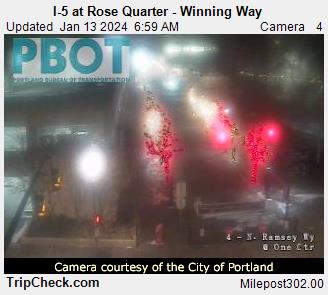 I-5 at Rose Quarter - Winning Way
Updated Jan 13 2024 6:59 AM Camera 4
PBOT
PORTLAND BUREAU OF TRANSPORTATION
4 - N. Ramsey Wy
@ One Ctr
Camera courtesy of the City of Portland
TripCheck.com Milepost302.00